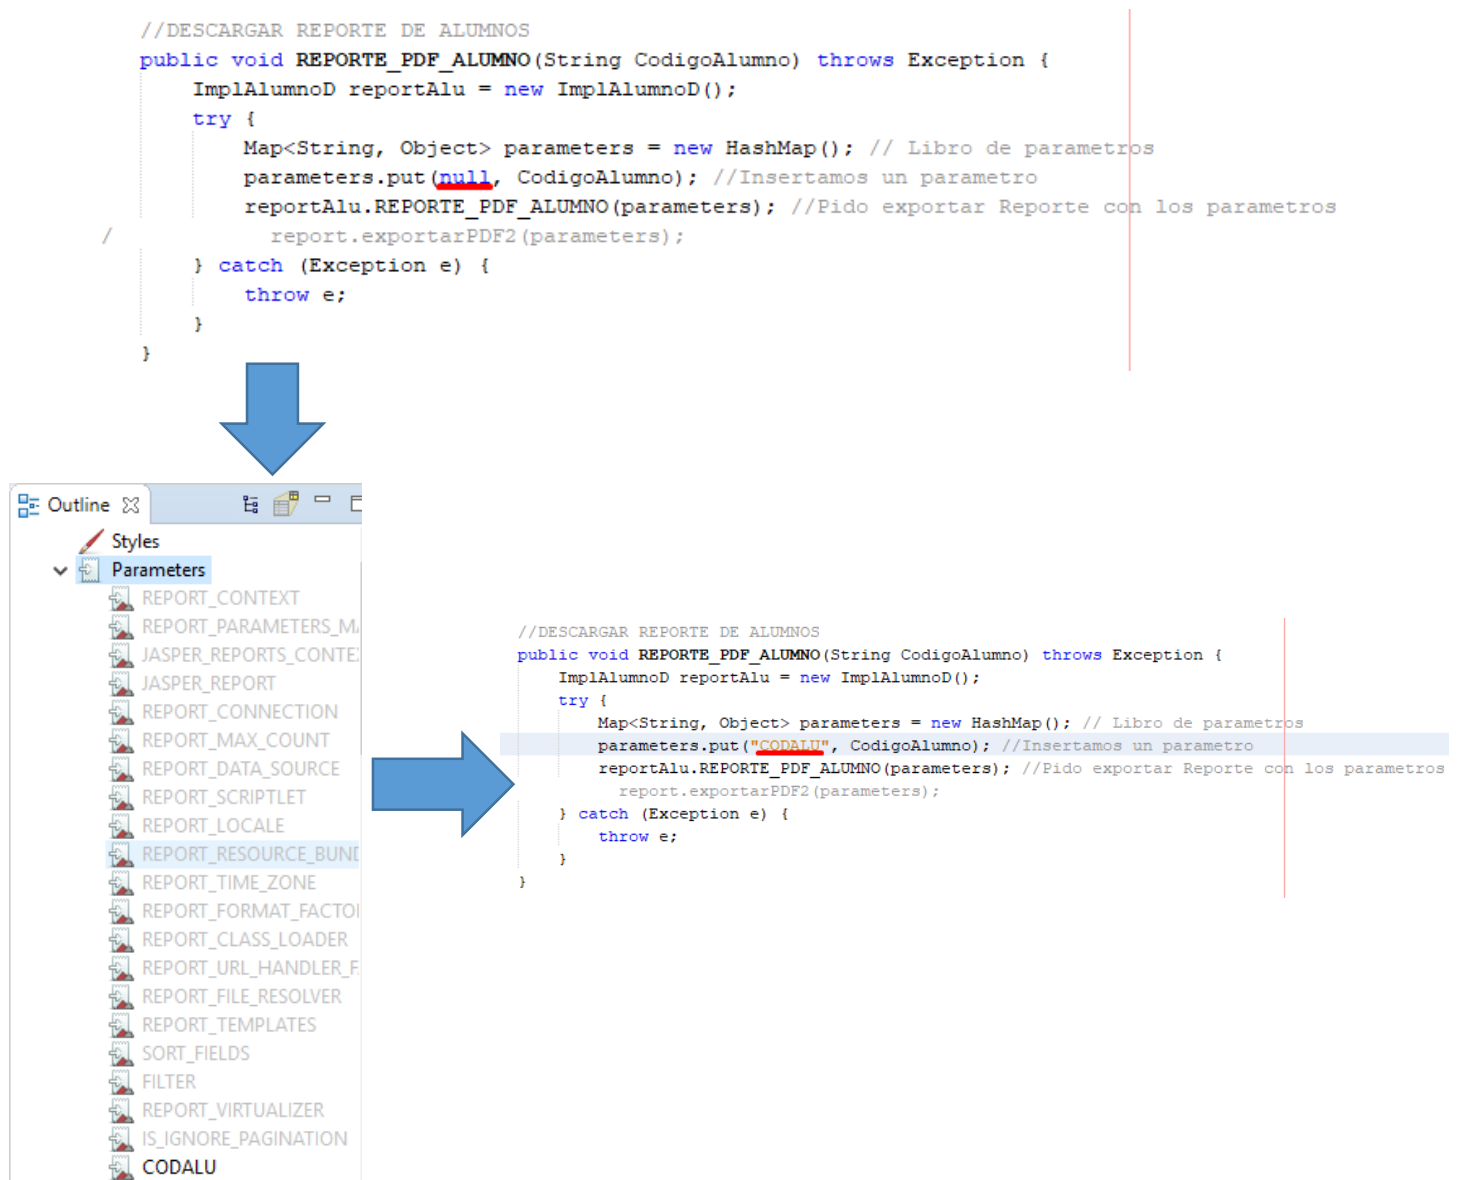 //DESCARGAR REPORTE DE ALUMNOS
public void REPORTE_PDF_ALUMNO(String CodigoAlumno) throws Exception {
ImplAlumnoD reportAlu = new ImplAlumnoD();
try {
Map<String, Object> parameters = new HashMap(); // Libro de parametros
parameters.put(null, CodigoAlumno); //Insertamos un parametro
reportAlu.REPORTE_PDF_ALUMNO(parameters); //Pido exportar Reporte con los parametros
/ report.exportarPDF2(parameters);
} catch (Exception e) {
throw e;
}
}
Outline
Styles
Parameters
REPORT_CONTEXT
REPORT_PARAMETERS_MA
JASPER_REPORTS_CONTE
JASPER_REPORT
REPORT_CONNECTION
REPORT_MAX_COUNT
REPORT_DATA_SOURCE
REPORT_SCRIPTLET
REPORT_LOCALE
REPORT_RESOURCE_BUND
REPORT_TIME_ZONE
REPORT_FORMAT_FACTO
REPORT_CLASS_LOADER
REPORT_URL_HANDLER_F
REPORT_FILE_RESOLVER
REPORT_TEMPLATES
SORT_FIELDS
FILTER
REPORT_VIRTUALIZER
IS_IGNORE_PAGINATION
CODALU
//DESCARGAR REPORTE DE ALUMNOS
public void REPORTE_PDF_ALUMNO(String CodigoAlumno) throws Exception {
ImplAlumnoD reportAlu = new ImplAlumnoD();
try {
Map<String, Object> parameters = new HashMap(); // Libro de parametros
parameters.put("CODALU", CodigoAlumno); //Insertamos un parametro
reportAlu.REPORTE_PDF_ALUMNO(parameters); //Pido exportar Reporte con los parametros
report.exportarPDF2(parameters);
} catch (Exception e) {
throw e;
}
}